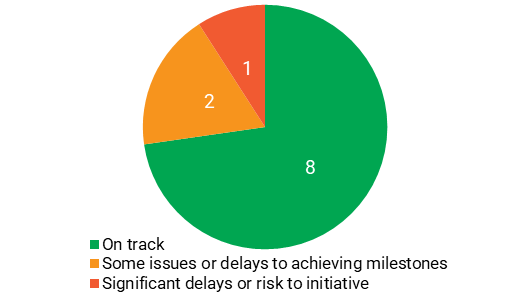 1
2
8
On track
Some issues or delays to achieving milestones
Significant delays or risk to initiative